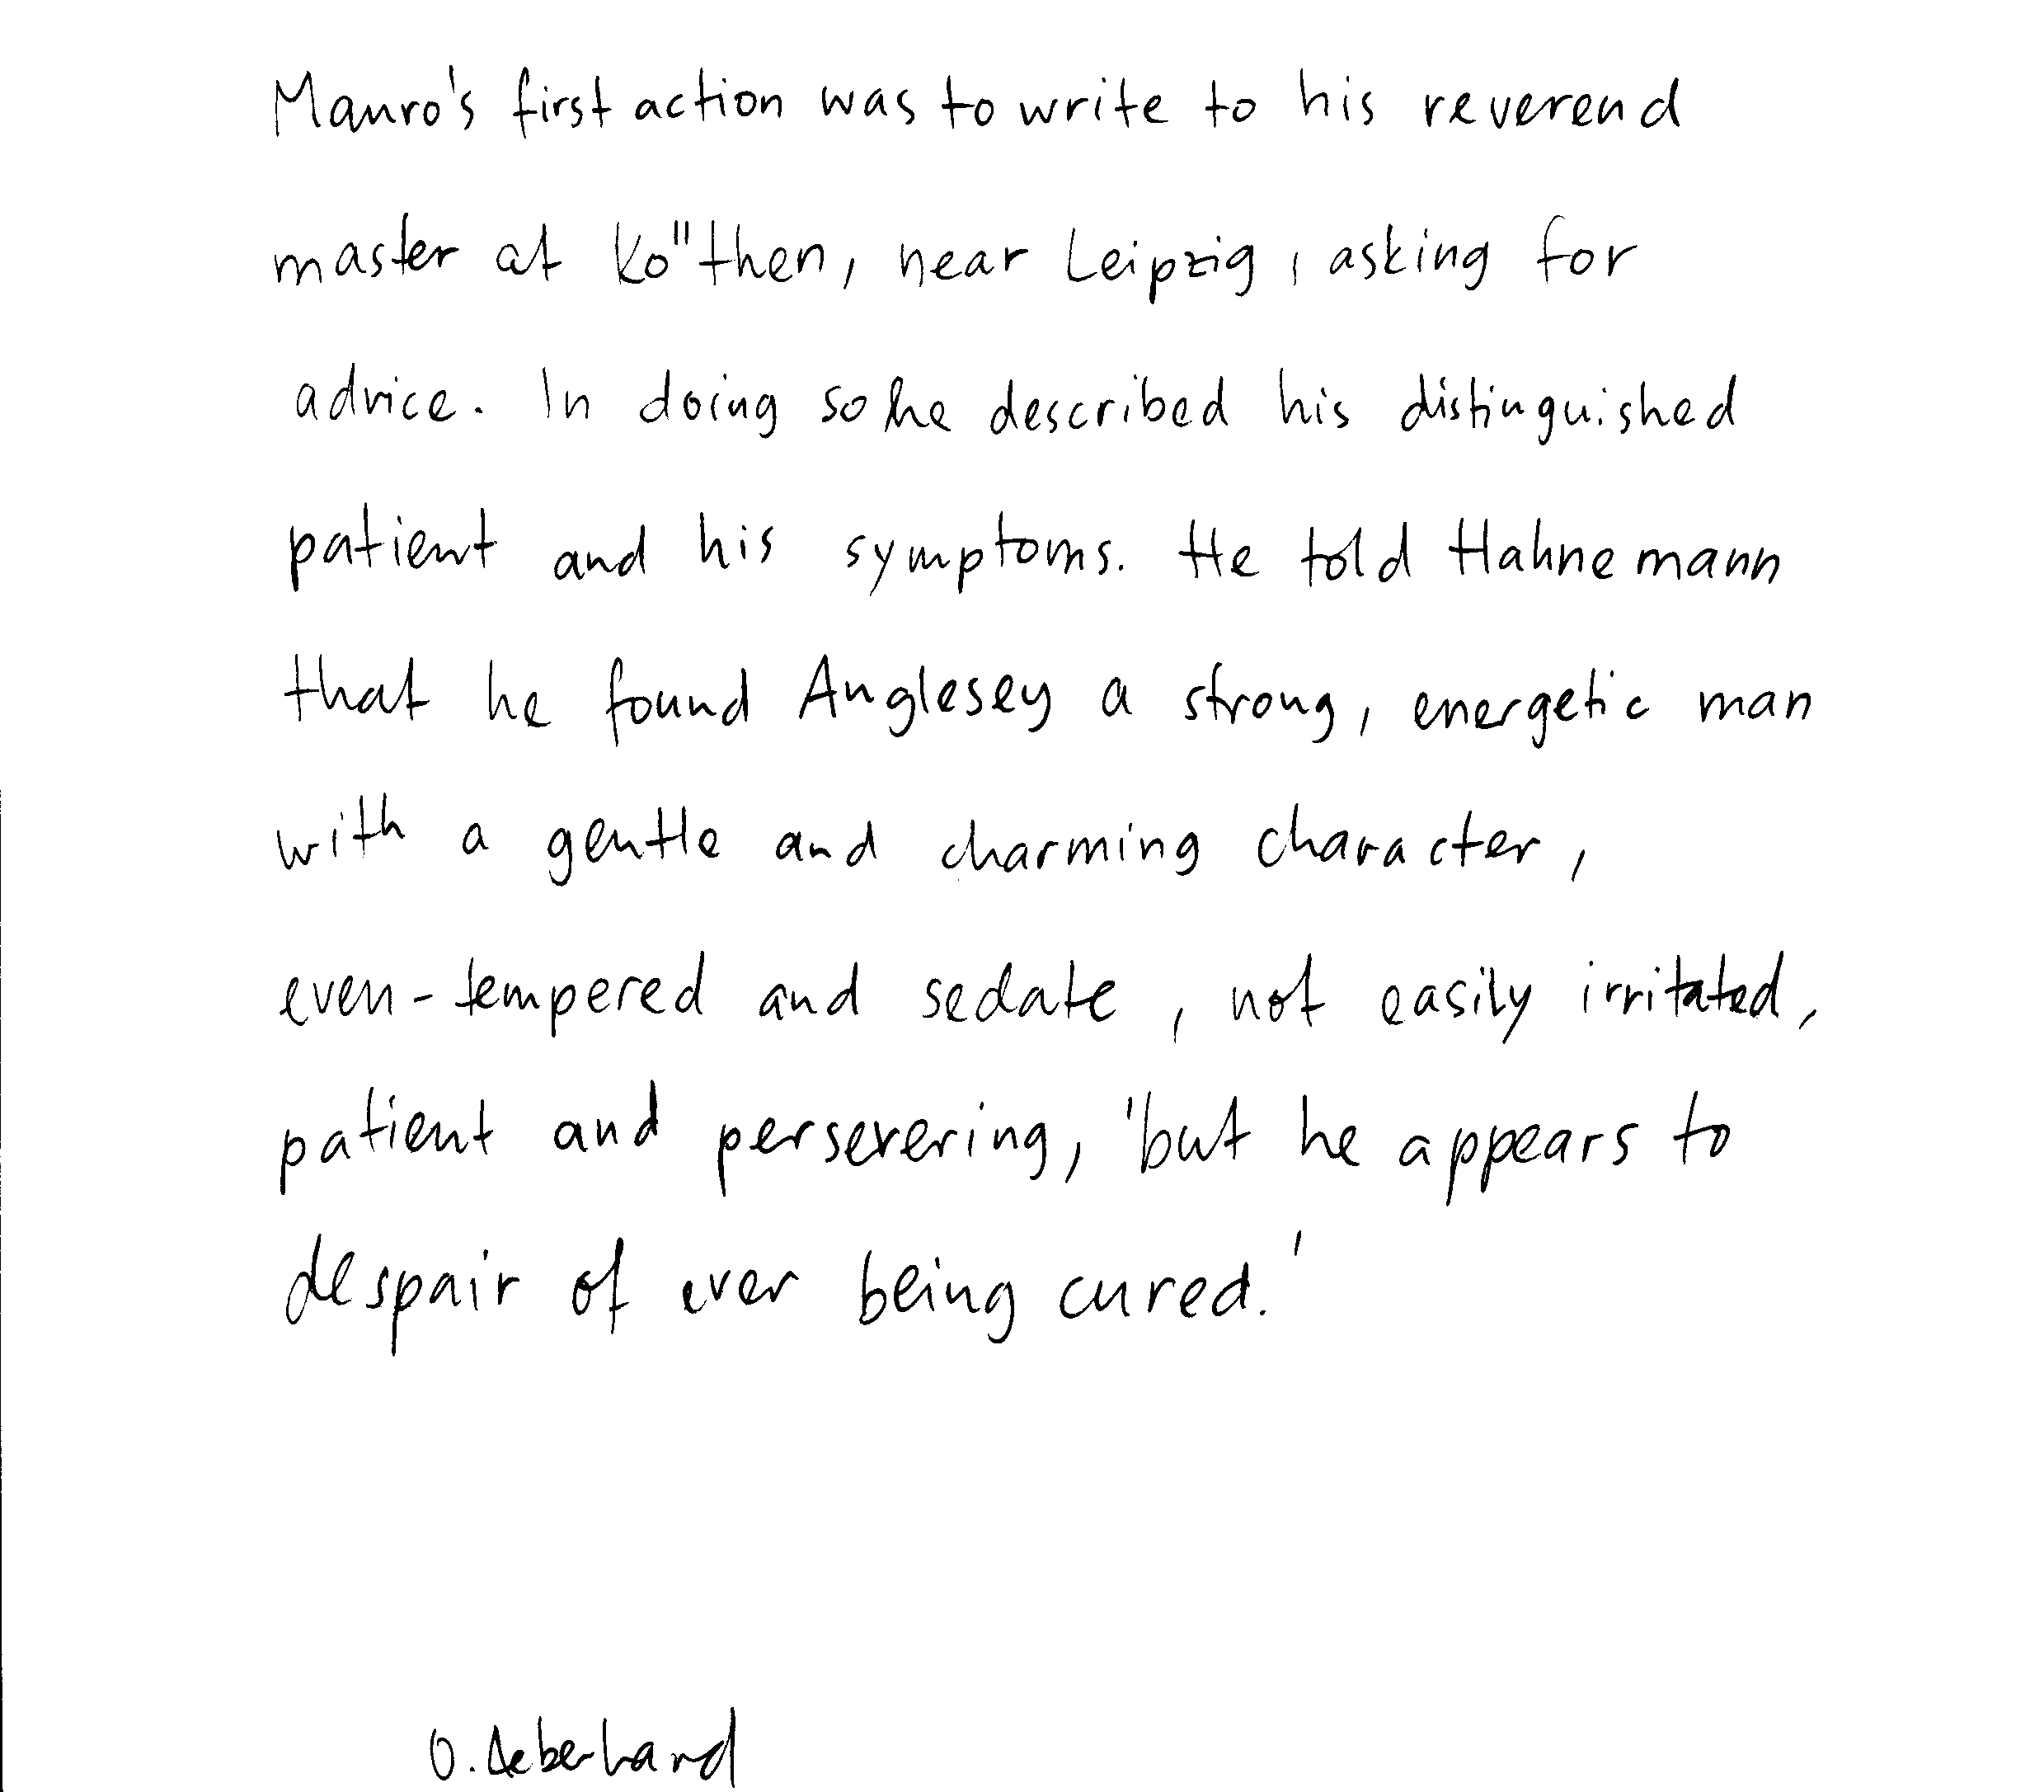 Mauro's first action was to write to his reverend
master at Ko"then, near Leipzig, asking for
advice. In doing so he described his distinguished
patient and his symptoms. He told Hahnemann
that he found Anglesey a strong, energetic man
with a gentle and charming character,
even-tempered and sedate, not easily irritated,
patient and persevering, 'but he appears to
despair of ever being cured.'
O. Aeberhard